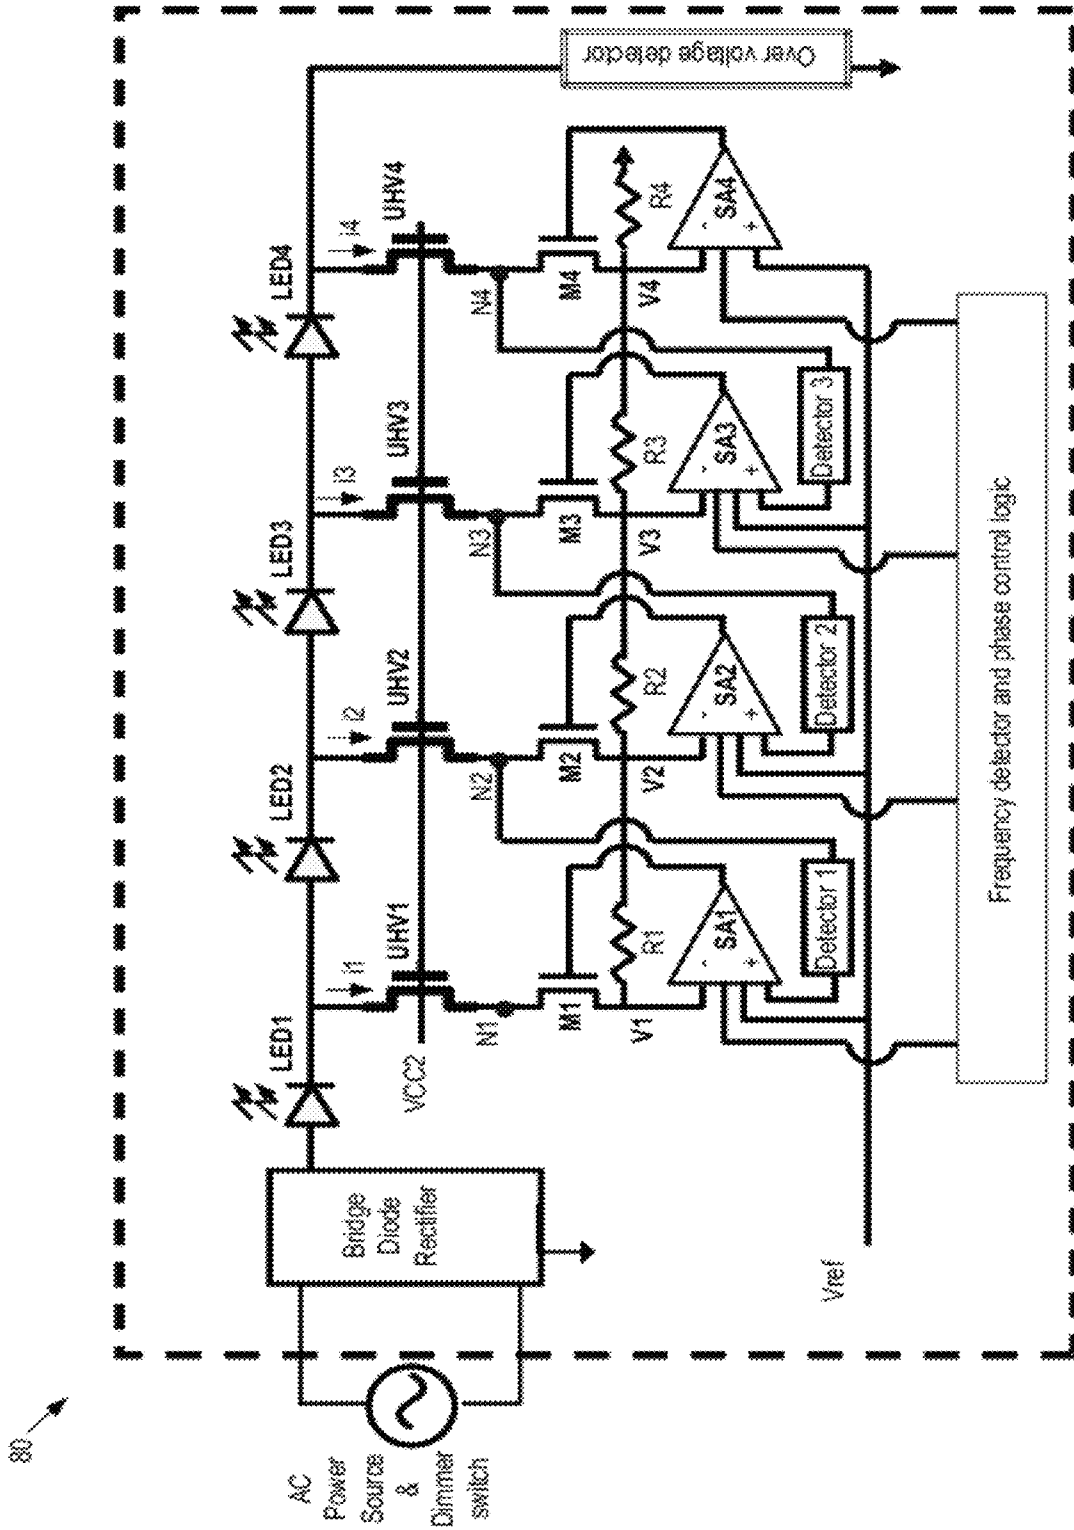 80
AC
Power
Source
&
Dimmer
switch
Bridge
Diode
Rectifier
LED1
LED2
LED3
LED4
i1
i2
i3
i4
UHV1
UHV2
UHV3
UHV4
VCC2
N1
N2
N3
N4
M1
M2
M3
M4
R1
R2
R3
R4
V1
V2
V3
V4
- SA1 +
- SA2 +
- SA3 +
- SA4 +
Detector 1
Detector 2
Detector 3
Vref
Frequency detector and phase control logic
Over voltage detector